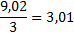 9,02/3 = 3,01